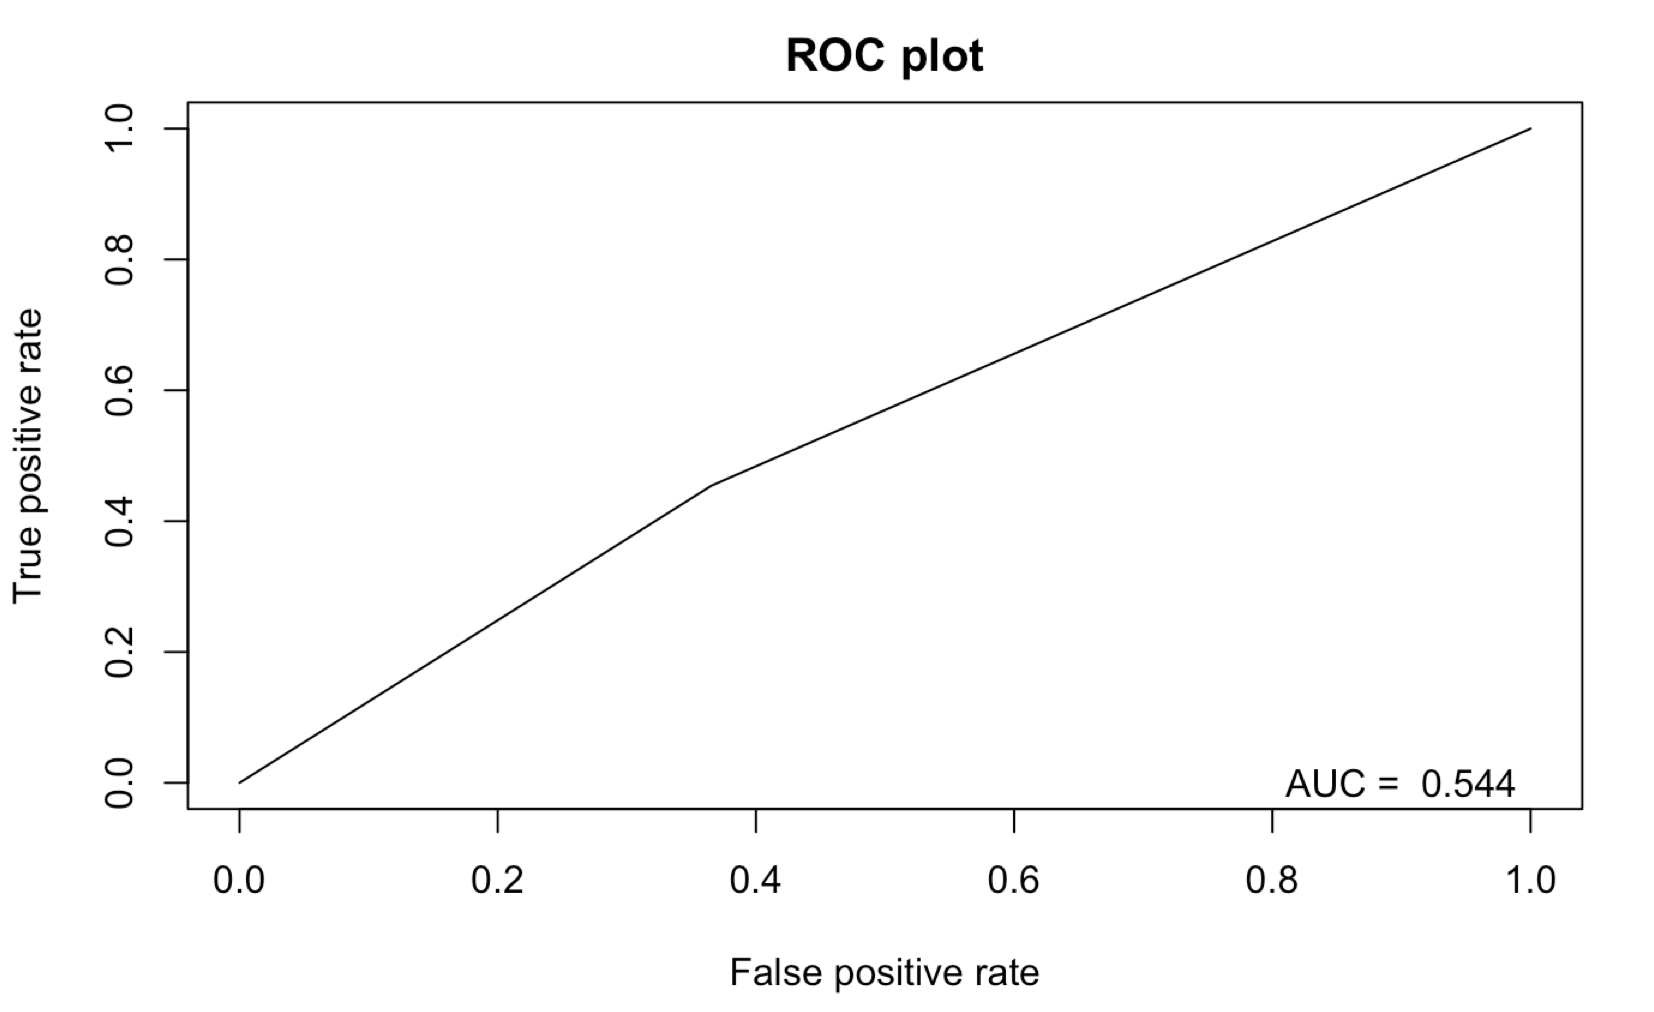 ROC plot
True positive rate
1.0
0.8
0.6
0.4
0.2
0.0
AUC =  0.544
0.0 0.2 0.4 0.6 0.8 1.0
False positive rate